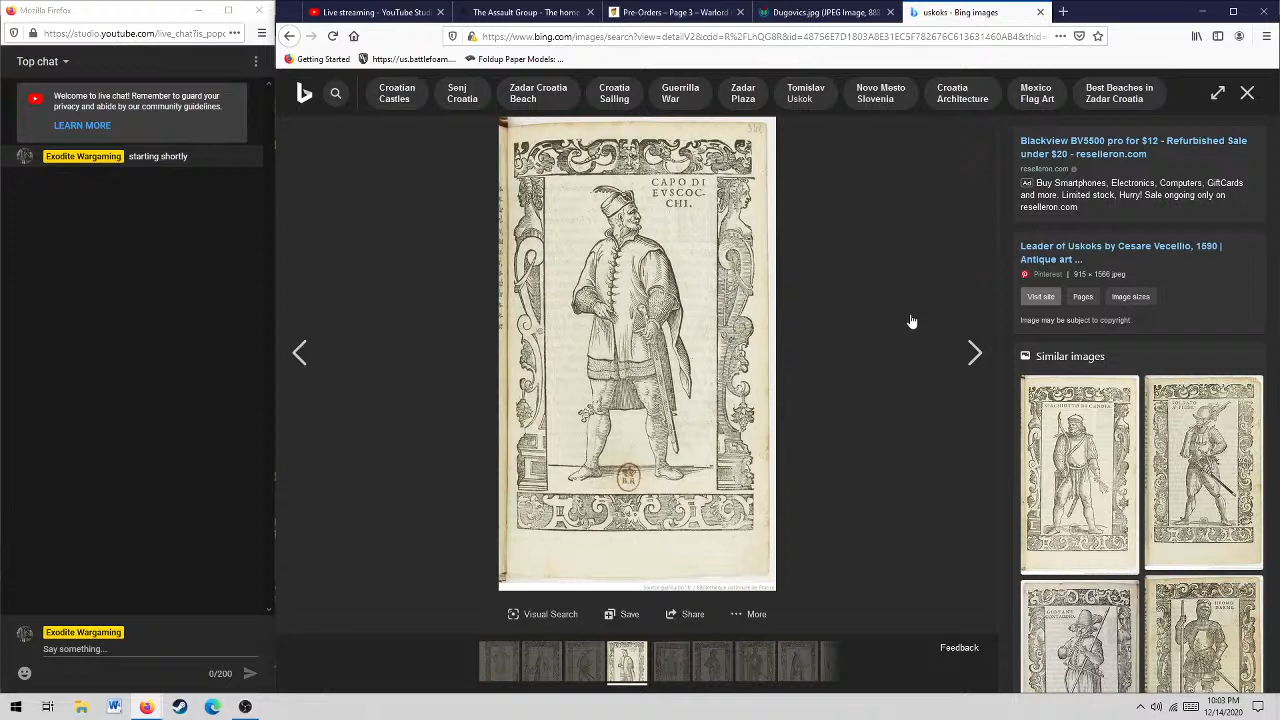 Mozilla Firefox
https://studio.youtube.com/live_chat?is_popo
Top chat
Welcome to live chat! Remember to guard your
privacy and abide by our community guidelines.
LEARN MORE
Exodite Wargaming starting shortly
Exodite Wargaming
Say something...
0/200
Live streaming - YouTube Studi
The Assault Group - The home
Pre-Orders – Page 3 – Warlord
Dugovics.jpg (JPEG Image, 
uskoks - Bing images
Getting Started
https://us.battlefoam...
Foldup Paper Models: ...
Croatian
Castles
Senj
Croatia
Zadar Croatia
Beach
Croatia
Sailing
Guerrilla
War
Zadar
Plaza
Tomislav
Uskok
Novo Mesto
Slovenia
Croatia
Architecture
Mexico
Flag Art
Best Beaches in
Zadar Croatia
CAPO DI
EVSCOC-
CHI.
B.R
Visual Search
Save
Share
More
Feedback
Blackview BV5500 pro for $12 - Refurbished Sale
under $20 - reselleron.com
reselleron.com
Ad Buy Smartphones, Electronics, Computers, GiftCards
and more. Limited stock, Hurry! Sale ongoing only on
reselleron.com
Leader of Uskoks by Cesare Vecellio, 1590 |
Antique art ...
Pinterest | 915 × 1566 jpeg
Visit site
Pages
Image sizes
Image may be subject to copyright.
Similar images
10:03 PM
12/14/2020